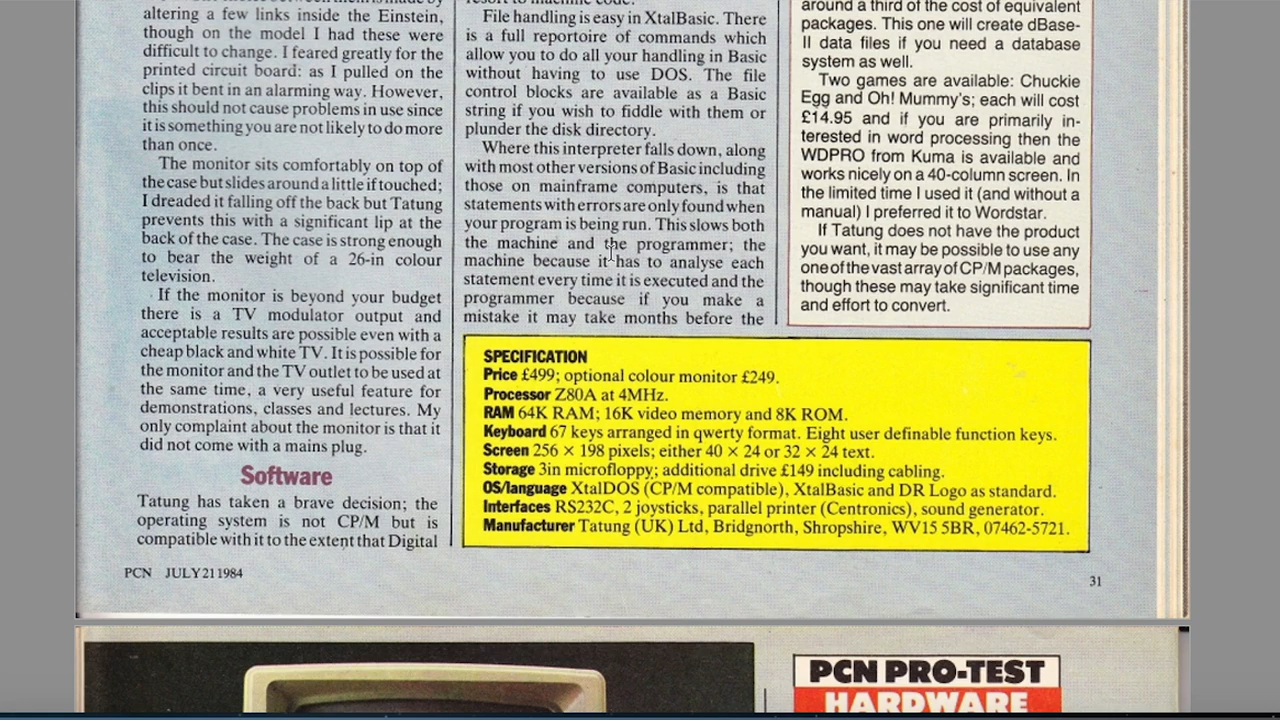 altering a few links inside the Einstein,
though on the model I had these were
difficult to change. I feared greatly for the
printed circuit board: as I pulled on the
clips it bent in an alarming way. However,
this should not cause problems in use since
it is something you are not likely to do more
than once.
The monitor sits comfortably on top of
the case but slides around a little if touched;
I dreaded it falling off the back but Tatung
prevents this with a significant lip at the
back of the case. The case is strong enough
to bear the weight of a 26-in colour
television.
If the monitor is beyond your budget
there is a TV modulator output and
acceptable results are possible even with a
cheap black and white TV. It is possible for
the monitor and the TV outlet to be used at
the same time, a very useful feature for
demonstrations, classes and lectures. My
only complaint about the monitor is that it
did not come with a mains plug.
Software
Tatung has taken a brave decision; the
operating system is not CP/M but is
compatible with it to the extent that Digital
resort to machine code.
File handling is easy in XtalBasic. There
is a full reportoire of commands which
allow you to do all your handling in Basic
without having to use DOS. The file
control blocks are available as a Basic
string if you wish to fiddle with them or
plunder the disk directory.
Where this interpreter falls down, along
with most other versions of Basic including
those on mainframe computers, is that
statements with errors are only found when
your program is being run. This slows both
the machine and the programmer; the
machine because it has to analyse each
statement every time it is executed and the
programmer because if you make a
mistake it may take months before the
around a third of the cost of equivalent
packages. This one will create dBase-
II data files if you need a database
system as well.
Two games are available: Chuckie
Egg and Oh! Mummy's; each will cost
£14.95 and if you are primarily in-
terested in word processing then the
WDPRO from Kuma is available and
works nicely on a 40-column screen. In
the limited time I used it (and without a
manual) I preferred it to Wordstar.
If Tatung does not have the product
you want, it may be possible to use any
one of the vast array of CP/M packages,
though these may take significant time
and effort to convert.
SPECIFICATION
Price £499; optional colour monitor £249.
Processor Z80A at 4MHz.
RAM 64K RAM; 16K video memory and 8K ROM.
Keyboard 67 keys arranged in qwerty format. Eight user definable function keys.
Screen 256 × 198 pixels; either 40 × 24 or 32 × 24 text.
Storage 3in microfloppy; additional drive £149 including cabling.
OS/language XtalDOS (CP/M compatible), XtalBasic and DR Logo as standard.
Interfaces RS232C, 2 joysticks, parallel printer (Centronics), sound generator.
Manufacturer Tatung (UK) Ltd, Bridgnorth, Shropshire, WV15 5BR, 07462-5721.
PCN JULY 21 1984
31
PCN PRO-TEST
HARDWARE